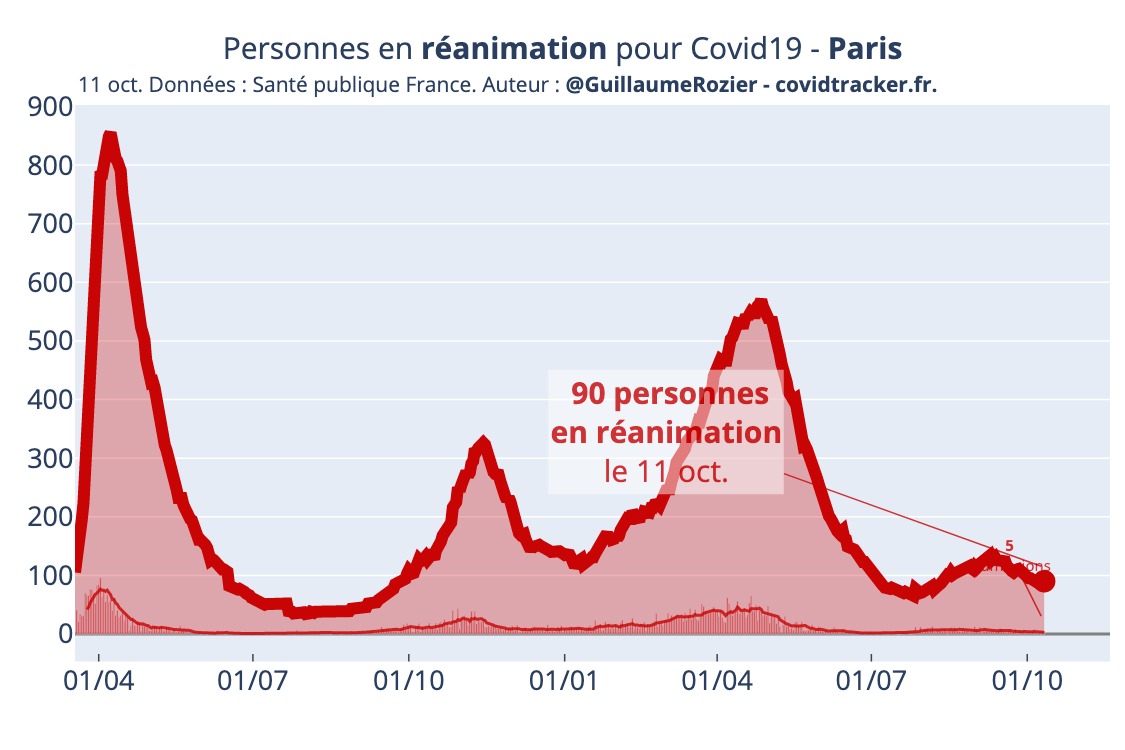 Personnes en réanimation pour Covid19 - Paris
11 oct. Données : Santé publique France. Auteur : @GuillaumeRozier - covidtracker.fr.
900
800
700
600
500
400
300
200
100
0
90 personnes
en réanimation
le 11 oct.
5
01/04 01/07 01/10 01/01 01/04 01/07 01/10